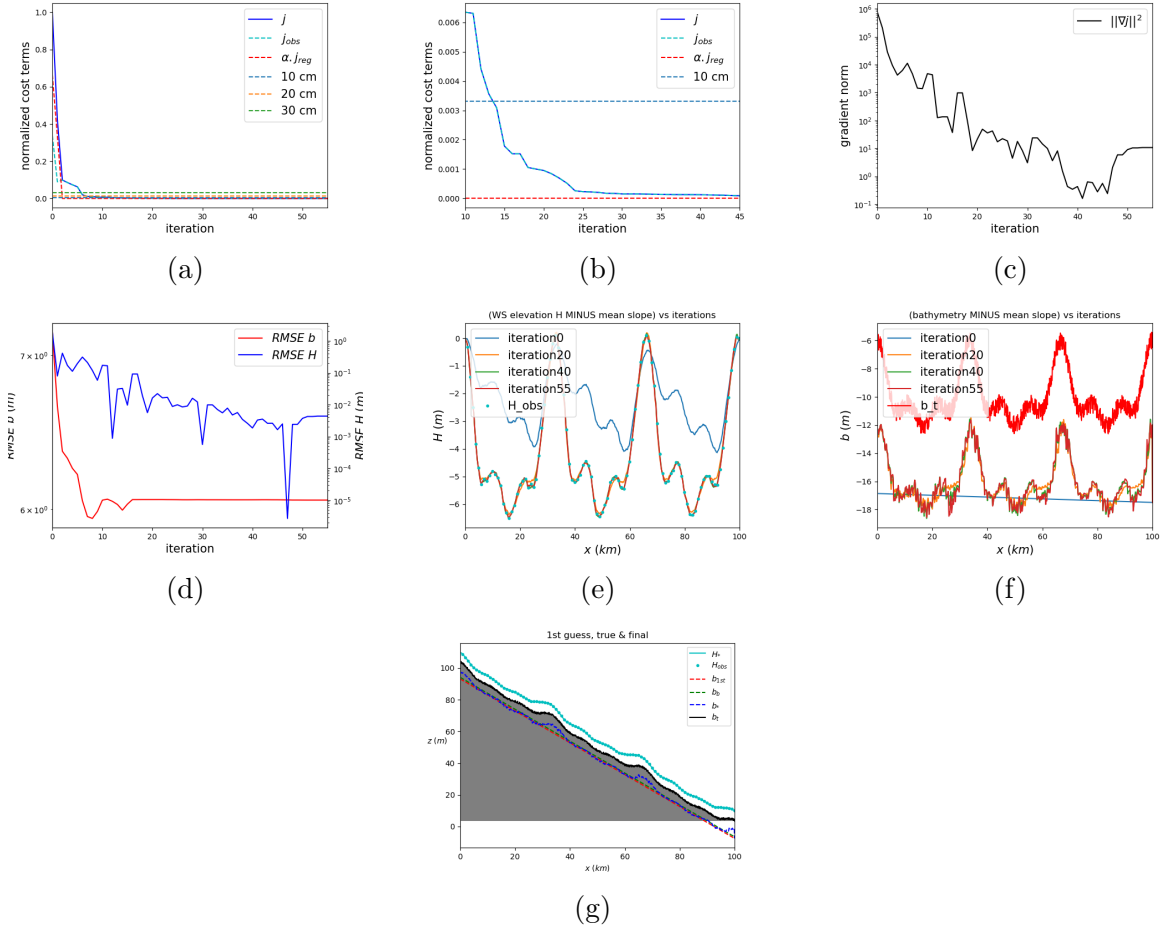 1.0
0.8
0.6
0.4
0.2
0.0
normalized cost terms
0 10 20 30 40 50
iteration
j
j_obs
α.j_reg
10 cm
20 cm
30 cm
(a)
0.006
0.005
0.004
0.003
0.002
0.001
0.000
normalized cost terms
10 15 20 25 30 35 40 45
iteration
j
j_obs
α.j_reg
10 cm
(b)
10^6
10^5
10^4
10^3
10^2
10^1
10^0
10^−1
gradient norm
0 10 20 30 40 50
iteration
||∇j||^2
(c)
7 × 10^0
6 × 10^0
RMSE b (m)
0 10 20 30 40 50
iteration
RMSE b
RMSE H
10^0
10^−1
10^−2
10^−3
10^−4
10^−5
RMSE H (m)
(d)
(WS elevation H MINUS mean slope) vs iterations
0
−1
−2
−3
−4
−5
−6
H (m)
0 20 40 60 80 100
x (km)
iteration0
iteration20
iteration40
iteration55
H_obs
(e)
(bathymetry MINUS mean slope) vs iterations
−6
−8
−10
−12
−14
−16
−18
b (m)
0 20 40 60 80 100
x (km)
iteration0
iteration20
iteration40
iteration55
b_t
(f)
1st guess, true & final
100
80
60
40
20
0
z (m)
0 20 40 60 80 100
x (km)
H_*
H_obs
b_1st
b_b
b_*
b_t
(g)